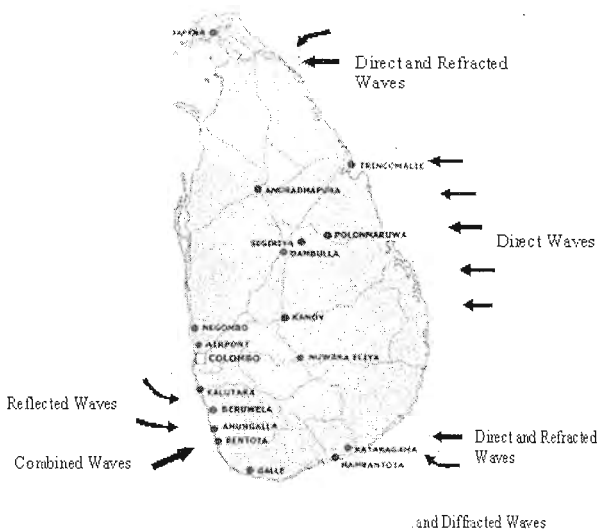 Direct and Refracted
Waves
TRINCOMALEE
ANURADHAPURA
POLONNARUWA
SIGIRIYA
Direct Waves
DAMBULLA
KANDY
NEGOMBO
AIRPORT
COLOMBO
NUWARA ELIYA
KALUTARA
Reflected Waves
BERUWELA
AHUNGALLA
Direct and Refracted
BENTOTA
KATARAGAMA
Waves
Combined Waves
HAMBANTOTA
GALLE
and Diffracted Waves